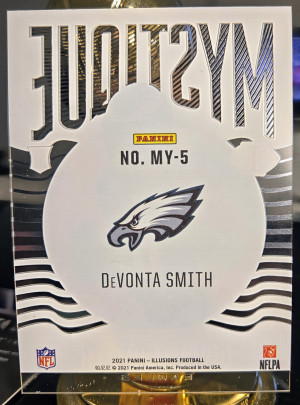 MYSTIQUE
PANINI
NO. MY-5
DEVONTA SMITH
2021 PANINI – ILLUSIONS FOOTBALL
© 2021 Panini America, Inc. Produced in the USA.
NFL
NFLPA